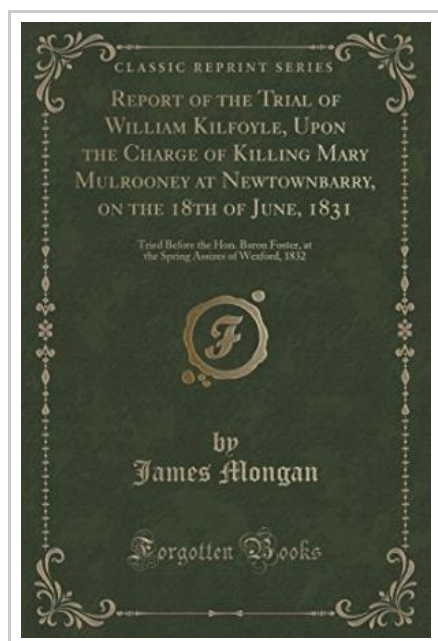 CLASSIC REPRINT SERIES
REPORT OF THE TRIAL OF
WILLIAM KILFOYLE, UPON
THE CHARGE OF KILLING MARY
MULROONEY AT NEWTOWNBARRY,
ON THE 18TH OF JUNE, 1831
Tried Before the Hon. Baron Foster, at
the Spring Assizes of Wexford, 1832
F
by
James Mongan
Forgotten Books